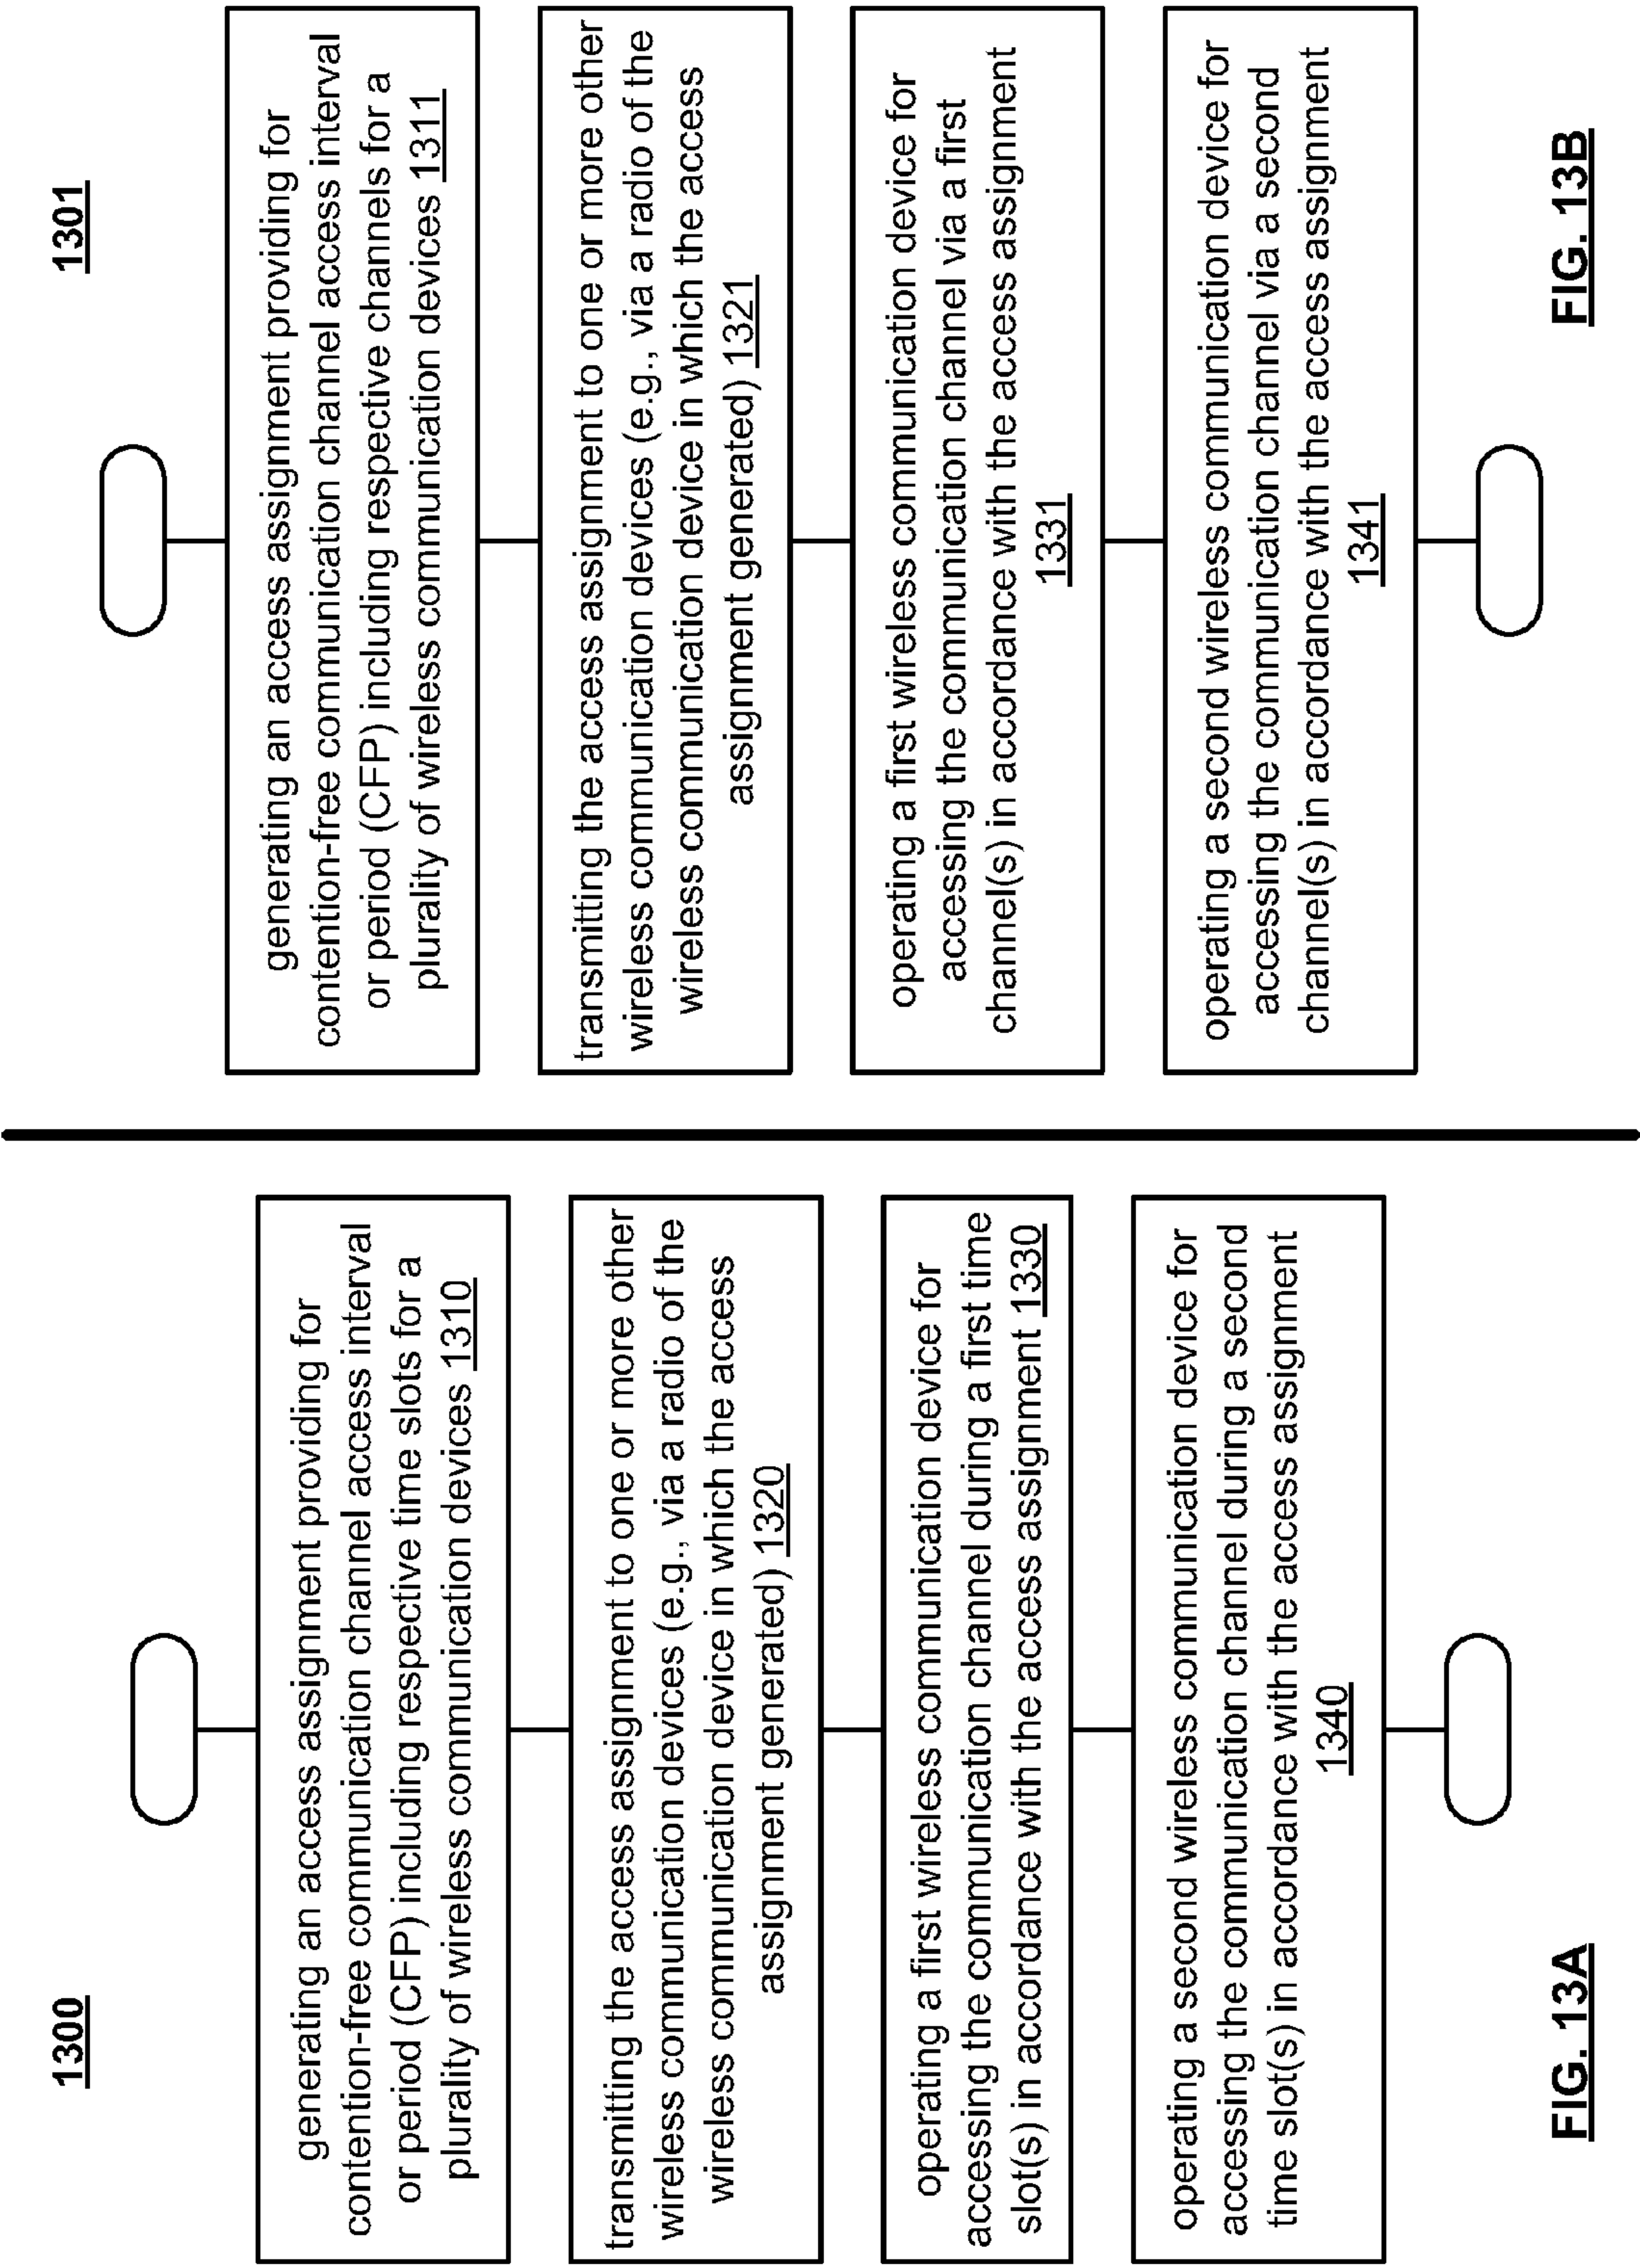 1300
generating an access assignment providing for
contention-free communication channel access interval
or period (CFP) including respective time slots for a
plurality of wireless communication devices 1310
transmitting the access assignment to one or more other
wireless communication devices (e.g., via a radio of the
wireless communication device in which the access
assignment generated) 1320
operating a first wireless communication device for
accessing the communication channel during a first time
slot(s) in accordance with the access assignment 1330
operating a second wireless communication device for
accessing the communication channel during a second
time slot(s) in accordance with the access assignment
1340
FIG. 13A
1301
generating an access assignment providing for
contention-free communication channel access interval
or period (CFP) including respective channels for a
plurality of wireless communication devices 1311
transmitting the access assignment to one or more other
wireless communication devices (e.g., via a radio of the
wireless communication device in which the access
assignment generated) 1321
operating a first wireless communication device for
accessing the communication channel via a first
channel(s) in accordance with the access assignment
1331
operating a second wireless communication device for
accessing the communication channel via a second
channel(s) in accordance with the access assignment
1341
FIG. 13B